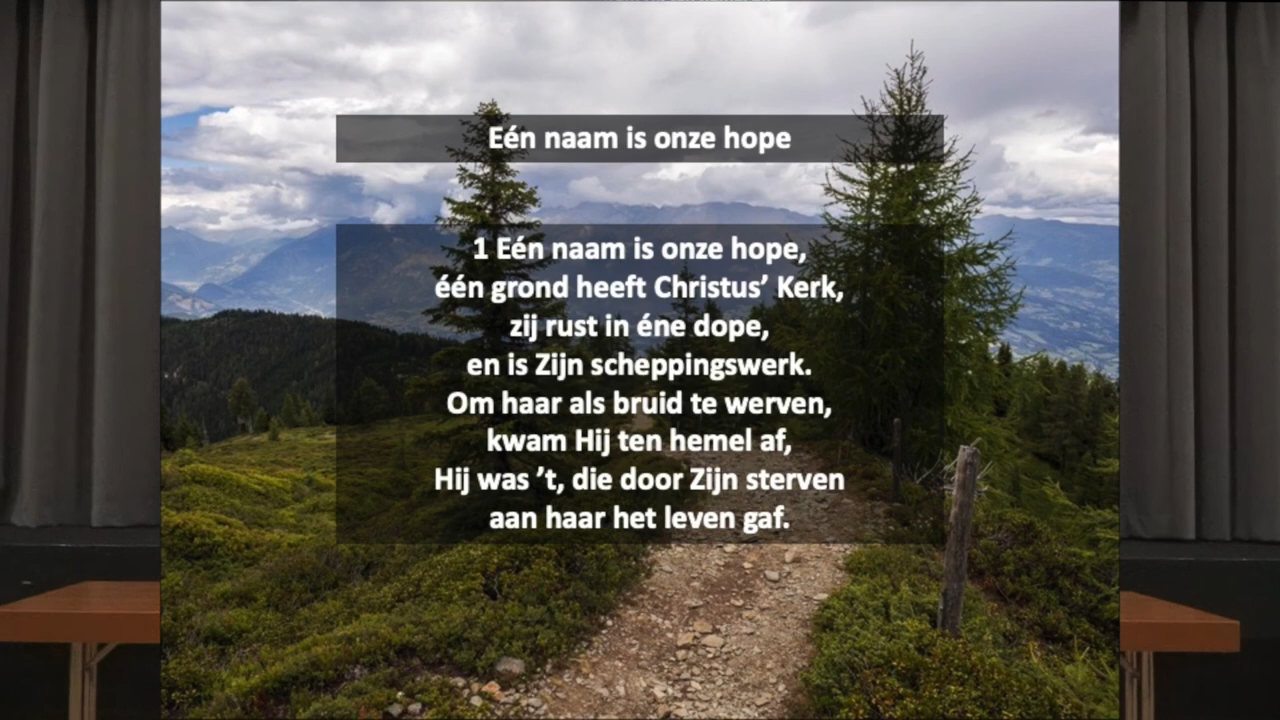 Eén naam is onze hope
1 Eén naam is onze hope,
één grond heeft Christus’ Kerk,
zij rust in éne dope,
en is Zijn scheppingswerk.
Om haar als bruid te werven,
kwam Hij ten hemel af,
Hij was ’t, die door Zijn sterven
aan haar het leven gaf.